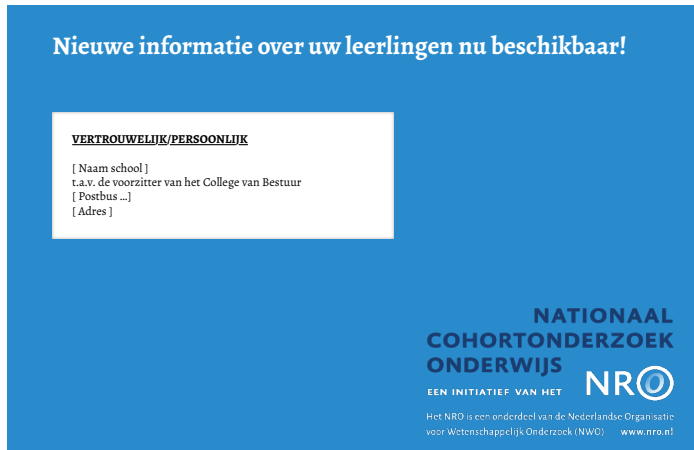 Nieuwe informatie over uw leerlingen nu beschikbaar!
VERTROUWELIJK/PERSOONLIJK
[ Naam school ]
t.a.v. de voorzitter van het College van Bestuur
[ Postbus ...]
[ Adres ]
NATIONAAL
COHORTONDERZOEK
ONDERWIJS
EEN INITIATIEF VAN HET NRO
Het NRO is een onderdeel van de Nederlandse Organisatie
voor Wetenschappelijk Onderzoek (NWO) www.nro.nl